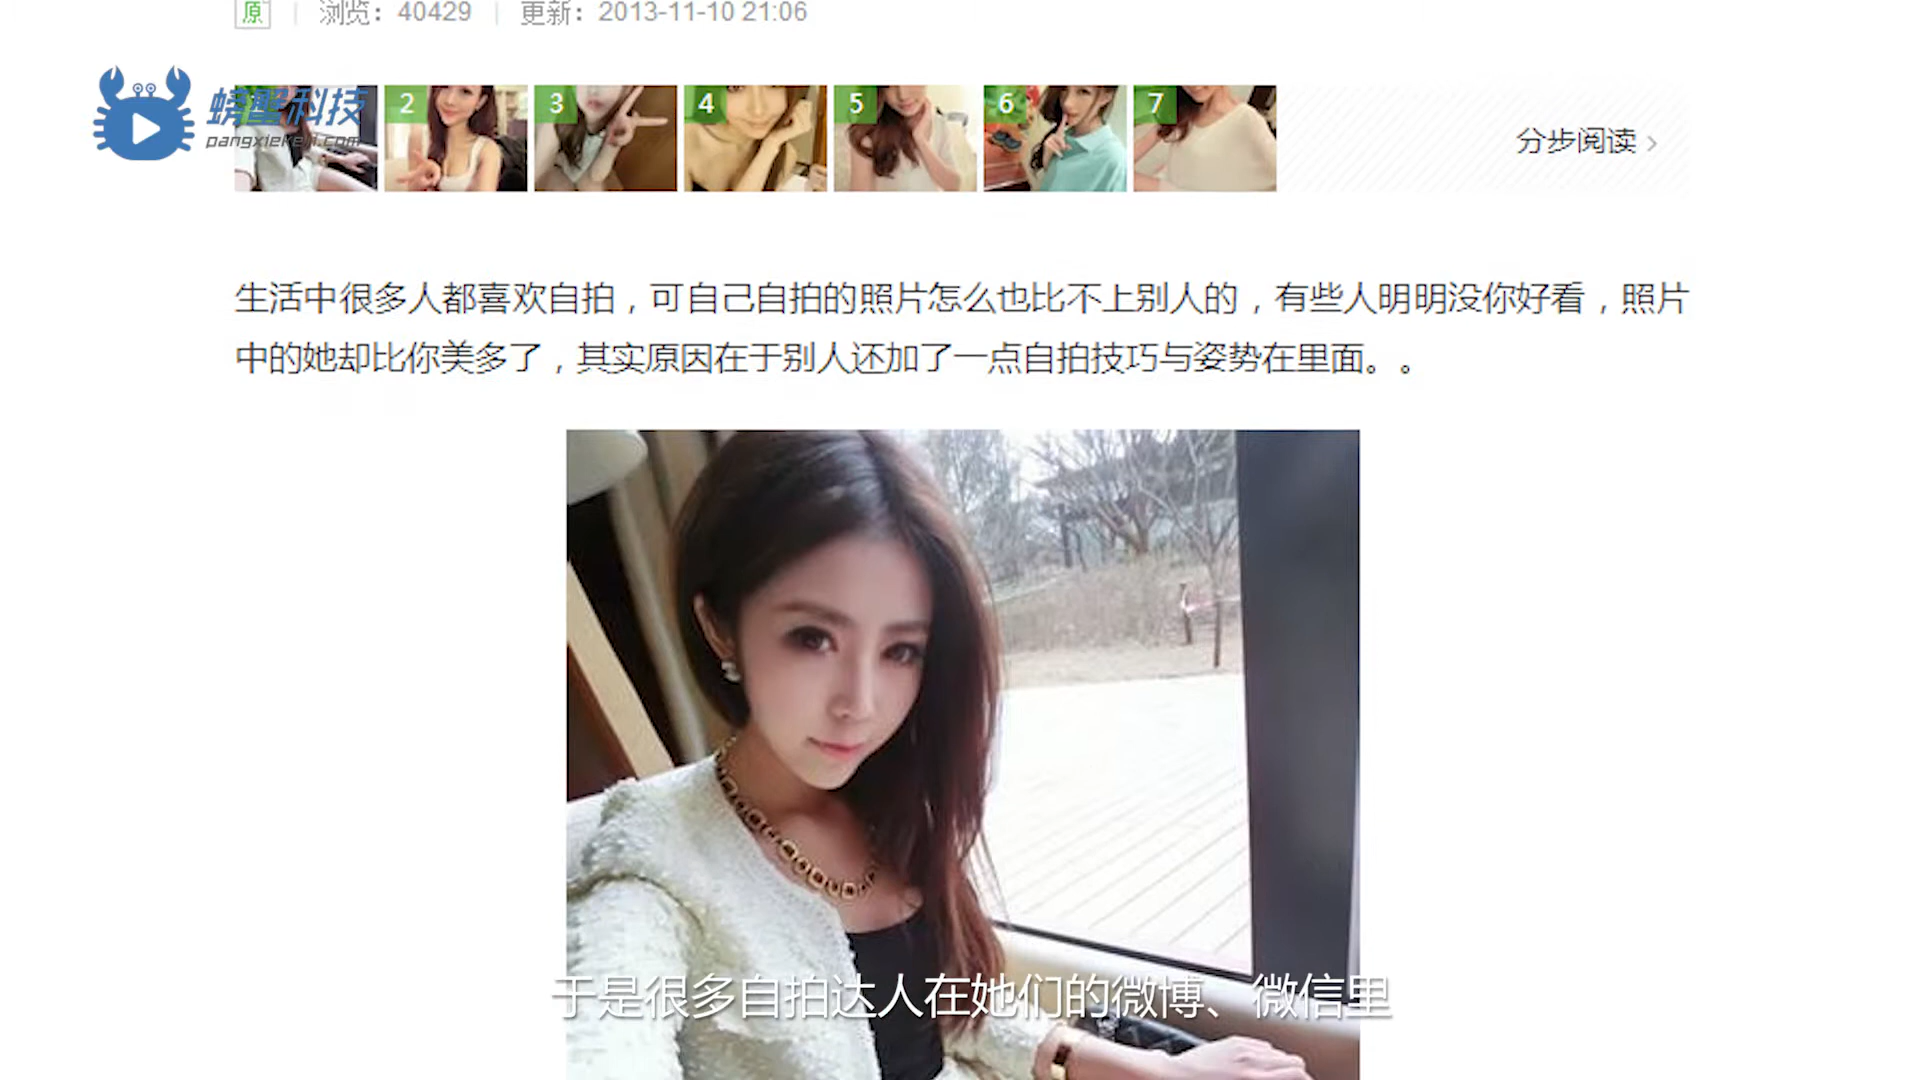 原 | 浏览：40429 | 更新：2013-11-10 21:06
螃蟹科技
pangxiekeji.com
2 3 4 5 6 7
分步阅读 >
生活中很多人都喜欢自拍，可自己自拍的照片怎么也比不上别人的，有些人明明没你好看，照片
中的她却比你美多了，其实原因在于别人还加了一点自拍技巧与姿势在里面。。
于是很多自拍达人在她们的微博、微信里